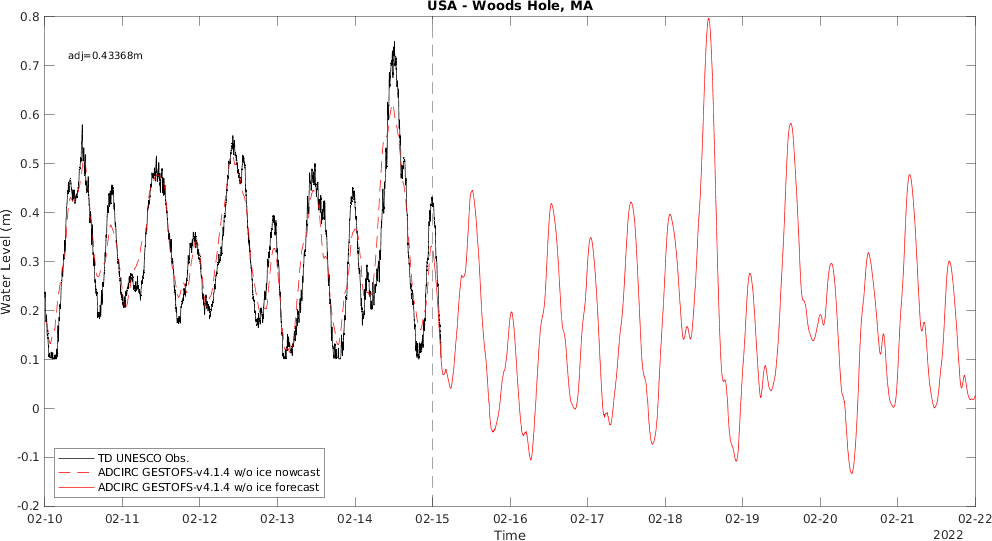 USA - Woods Hole, MA
adj=0.43368m
0.8
0.7
0.6
0.5
0.4
0.3
0.2
0.1
0
-0.1
-0.2
Water Level (m)
TD UNESCO Obs.
ADCIRC GESTOFS-v4.1.4 w/o ice nowcast
ADCIRC GESTOFS-v4.1.4 w/o ice forecast
02-10 02-11 02-12 02-13 02-14 02-15 02-16 02-17 02-18 02-19 02-20 02-21 02-22
Time
2022